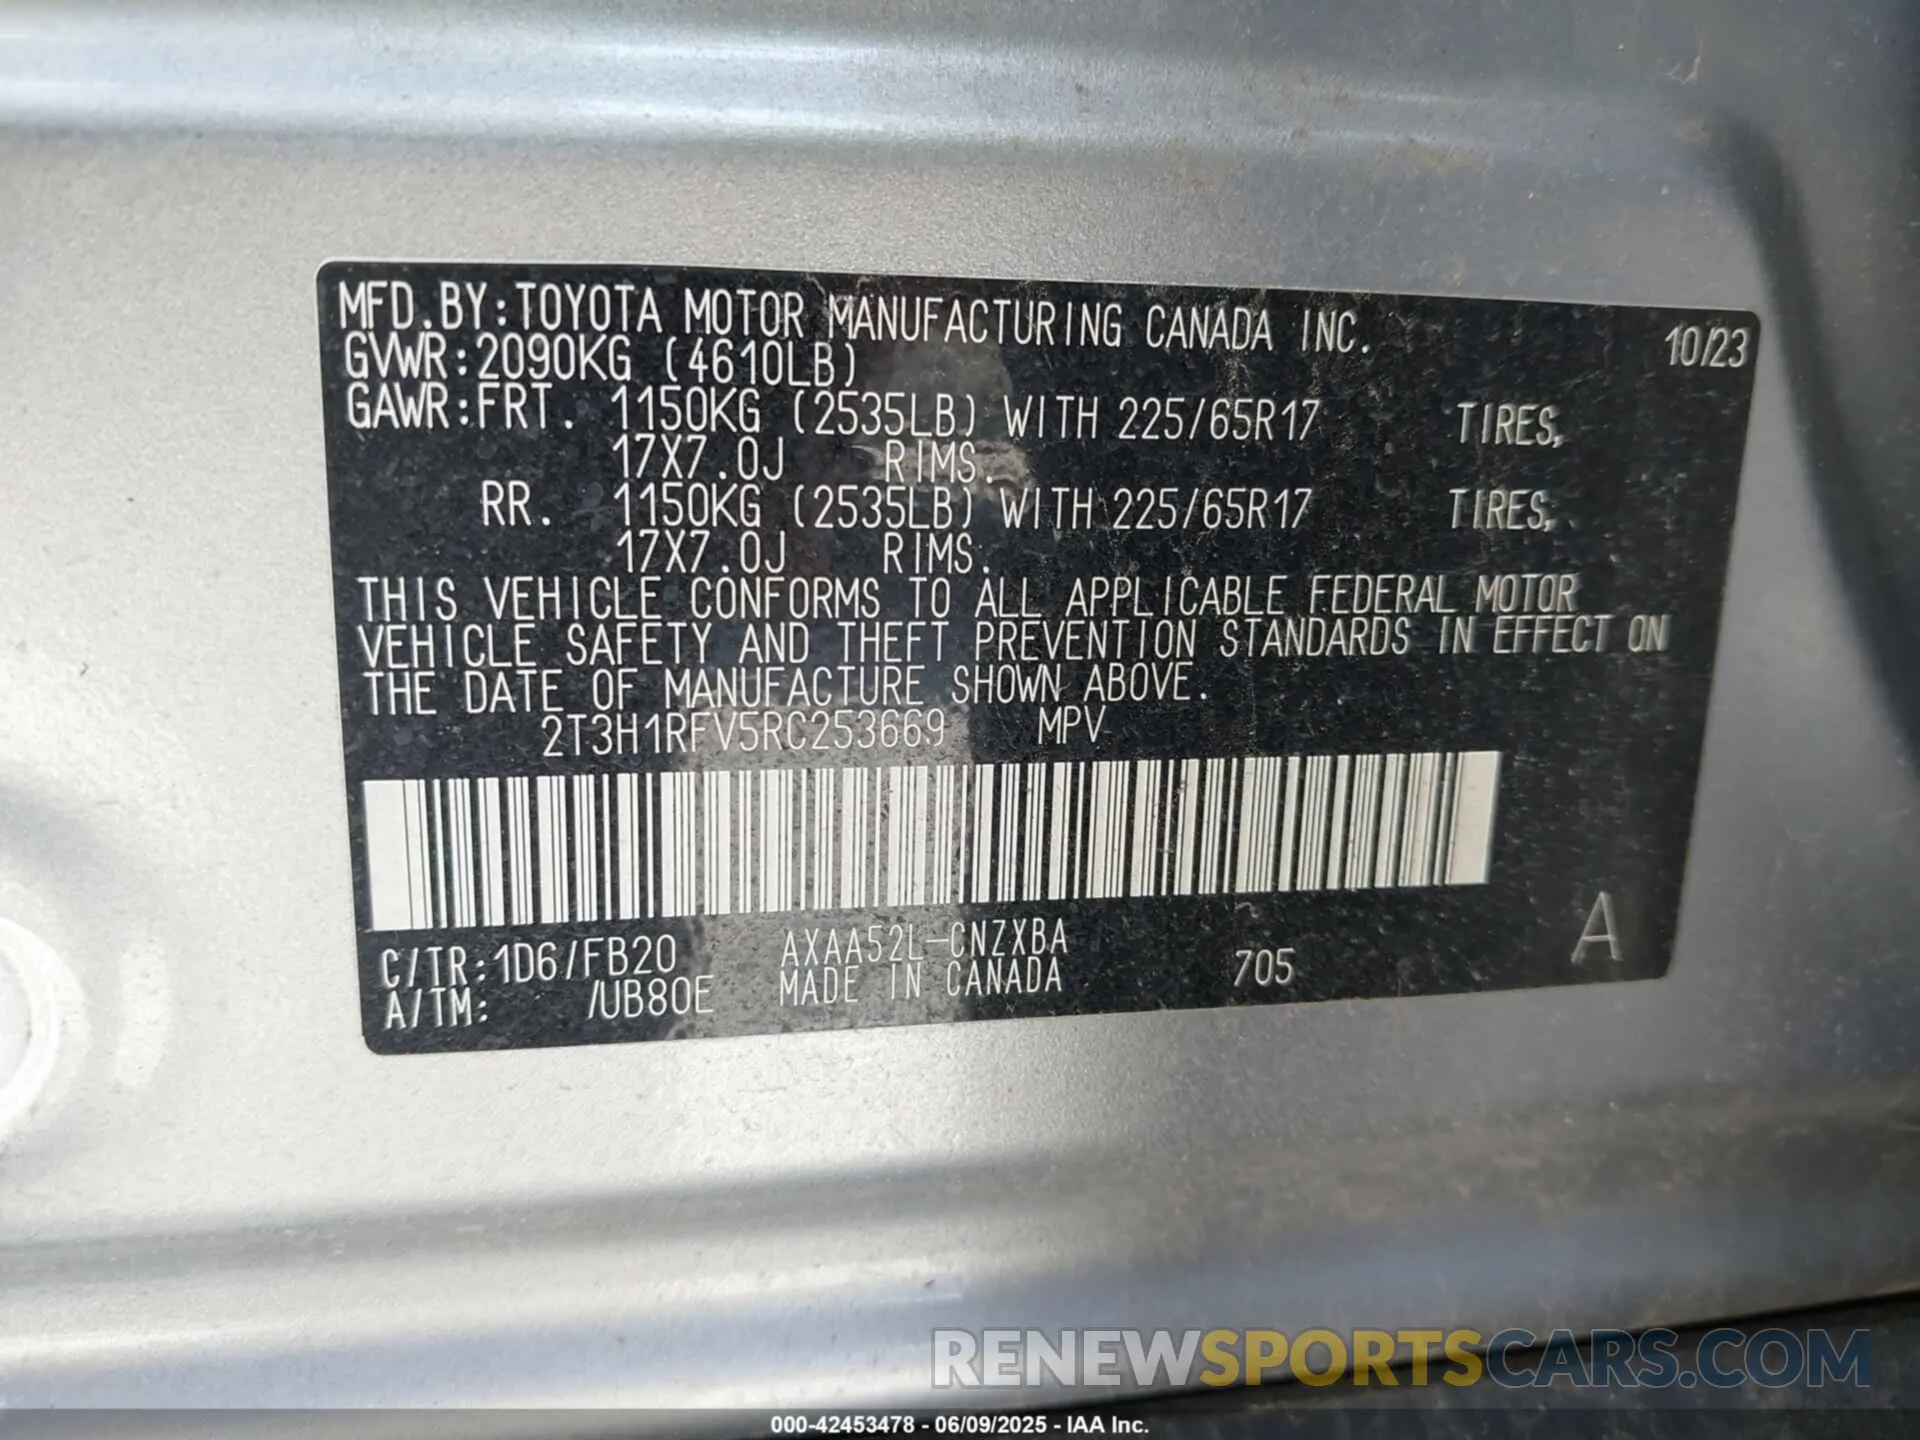 MFD.BY:TOYOTA MOTOR MANUFACTURING CANADA INC. 10/23
GVWR:2090KG (4610LB)
GAWR:FRT. 1150KG (2535LB) WITH 225/65R17 TIRES,
17X7.0J RIMS.
RR. 1150KG (2535LB) WITH 225/65R17 TIRES,
17X7.0J RIMS.
THIS VEHICLE CONFORMS TO ALL APPLICABLE FEDERAL MOTOR
VEHICLE SAFETY AND THEFT PREVENTION STANDARDS IN EFFECT ON
THE DATE OF MANUFACTURE SHOWN ABOVE.
2T3H1RFV5RC253669 MPV
C/TR:1D6/FB20 AXAA52L-CNZXBA 705 A
A/TM: /UB80E MADE IN CANADA
RENEWSPORTSCARS.COM
000-42453478 - 06/09/2025 - IAA Inc.